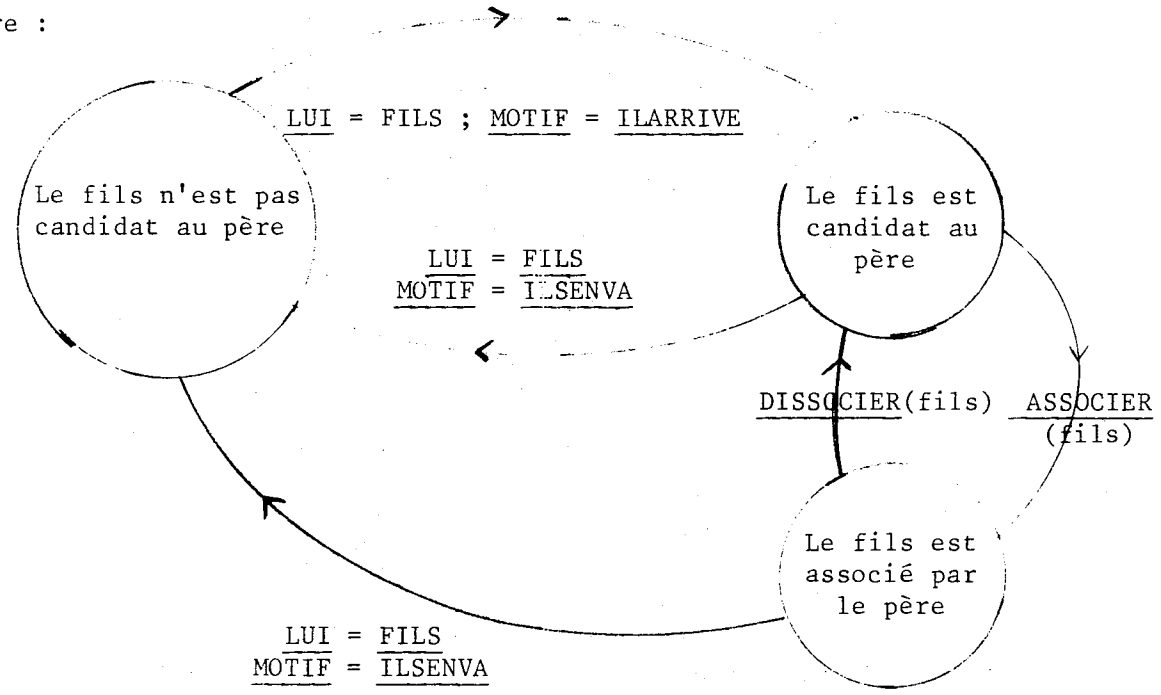 re :
LUI = FILS ; MOTIF = ILARRIVE
Le fils n'est pas
candidat au père
Le fils est
candidat au
père
LUI = FILS
MOTIF = ILSENVA
DISSOCIER(fils)
ASSOCIER
(fils)
Le fils est
associé par
le père
LUI = FILS
MOTIF = ILSENVA